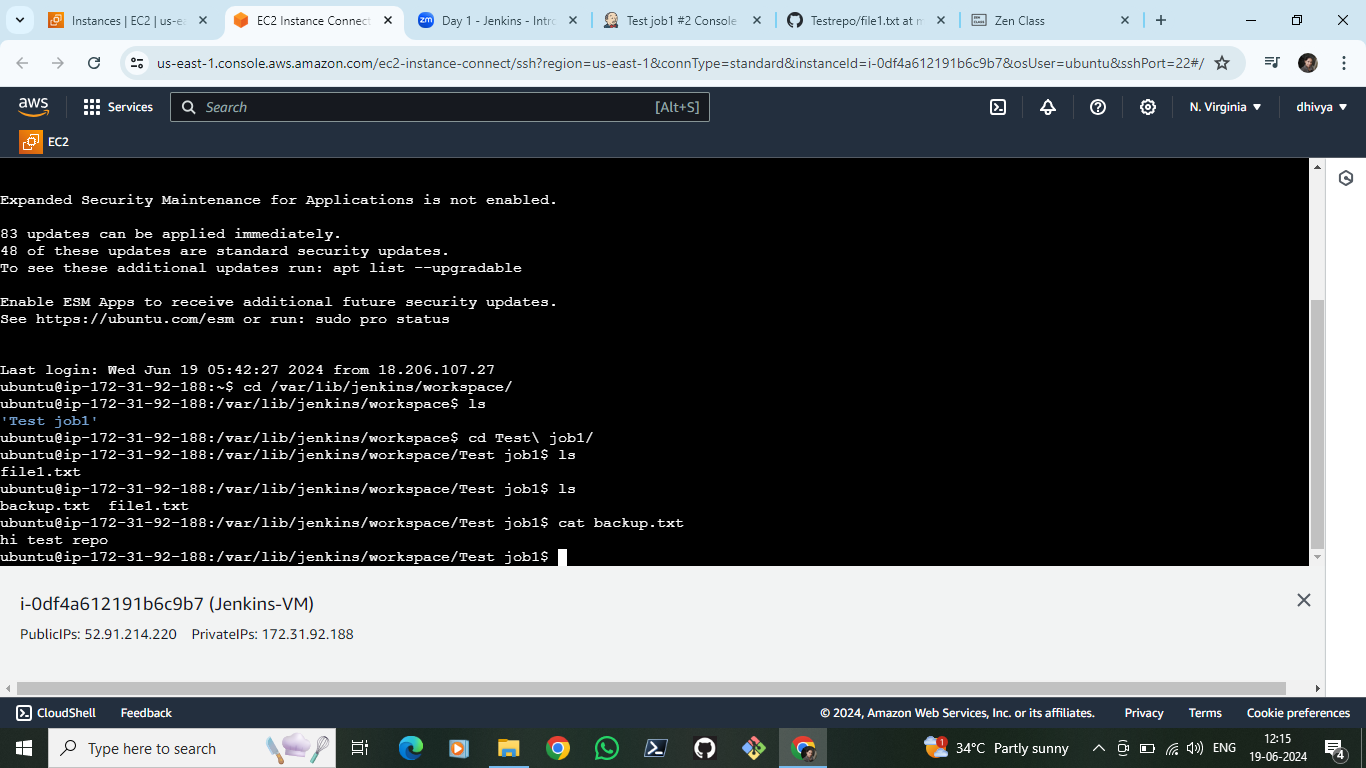 Instances | EC2 | us-ea
EC2 Instance Connect
zm Day 1 - Jenkins - Intro
Test job1 #2 Console
Testrepo/file1.txt at m
Zen Class
us-east-1.console.aws.amazon.com/ec2-instance-connect/ssh?region=us-east-1&connType=standard&instanceId=i-0df4a612191b6c9b7&osUser=ubuntu&sshPort=22#/
aws Services Search [Alt+S] N. Virginia dhivya
EC2
Expanded Security Maintenance for Applications is not enabled.
83 updates can be applied immediately.
48 of these updates are standard security updates.
To see these additional updates run: apt list --upgradable
Enable ESM Apps to receive additional future security updates.
See https://ubuntu.com/esm or run: sudo pro status
Last login: Wed Jun 19 05:42:27 2024 from 18.206.107.27
ubuntu@ip-172-31-92-188:~$ cd /var/lib/jenkins/workspace/
ubuntu@ip-172-31-92-188:/var/lib/jenkins/workspace$ ls
'Test job1'
ubuntu@ip-172-31-92-188:/var/lib/jenkins/workspace$ cd Test\ job1/
ubuntu@ip-172-31-92-188:/var/lib/jenkins/workspace/Test job1$ ls
file1.txt
ubuntu@ip-172-31-92-188:/var/lib/jenkins/workspace/Test job1$ ls
backup.txt  file1.txt
ubuntu@ip-172-31-92-188:/var/lib/jenkins/workspace/Test job1$ cat backup.txt
hi test repo
ubuntu@ip-172-31-92-188:/var/lib/jenkins/workspace/Test job1$
i-0df4a612191b6c9b7 (Jenkins-VM)
PublicIPs: 52.91.214.220 PrivateIPs: 172.31.92.188
CloudShell Feedback © 2024, Amazon Web Services, Inc. or its affiliates. Privacy Terms Cookie preferences
Type here to search 1 34°C Partly sunny ENG 12:15
19-06-2024 4